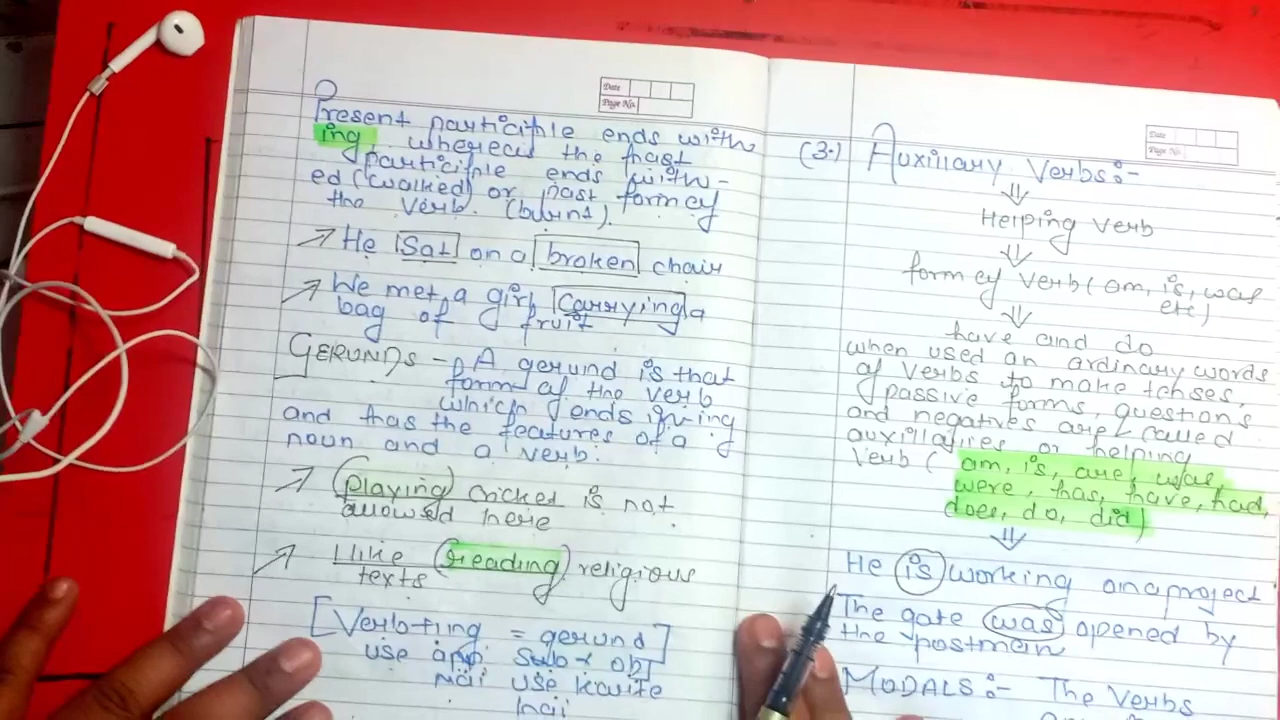 Date
Page No.
Present participle ends with
ing, whereas the past
participle ends with-
ed (walked) or past form of
the verb. (burnt).
He Sat on a broken chair
We met a girl carrying a
bag of fruit
GERUNDS - A gerund is that
form of the verb
which ends in ing
and has the features of a
noun and a verb.
Playing cricket is not
allowed here
I like reading religious
texts
[Verb+ing = gerund]
use as Sub+ obj
use
Date
Page No.
(3.) Auxiliary Verbs:-
Helping Verb
form of verb (am, is, was
etc)
have and do
when used an ordinary words
of verbs to make tenses,
passive forms, questions
and negatives are called
auxilliaries or helping
verb ( am, is, are, was,
were, has, have, had,
does, do, did)
He is working on a project
The gate was opened by
the postman
MODALS:- The Verbs